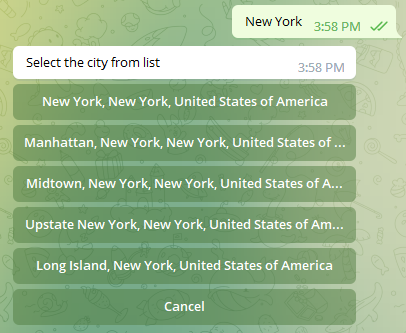 New York 3:58 PM
Select the city from list 3:58 PM
New York, New York, United States of America
Manhattan, New York, New York, United States of ...
Midtown, New York, New York, United States of A...
Upstate New York, New York, United States of Am...
Long Island, New York, United States of America
Cancel